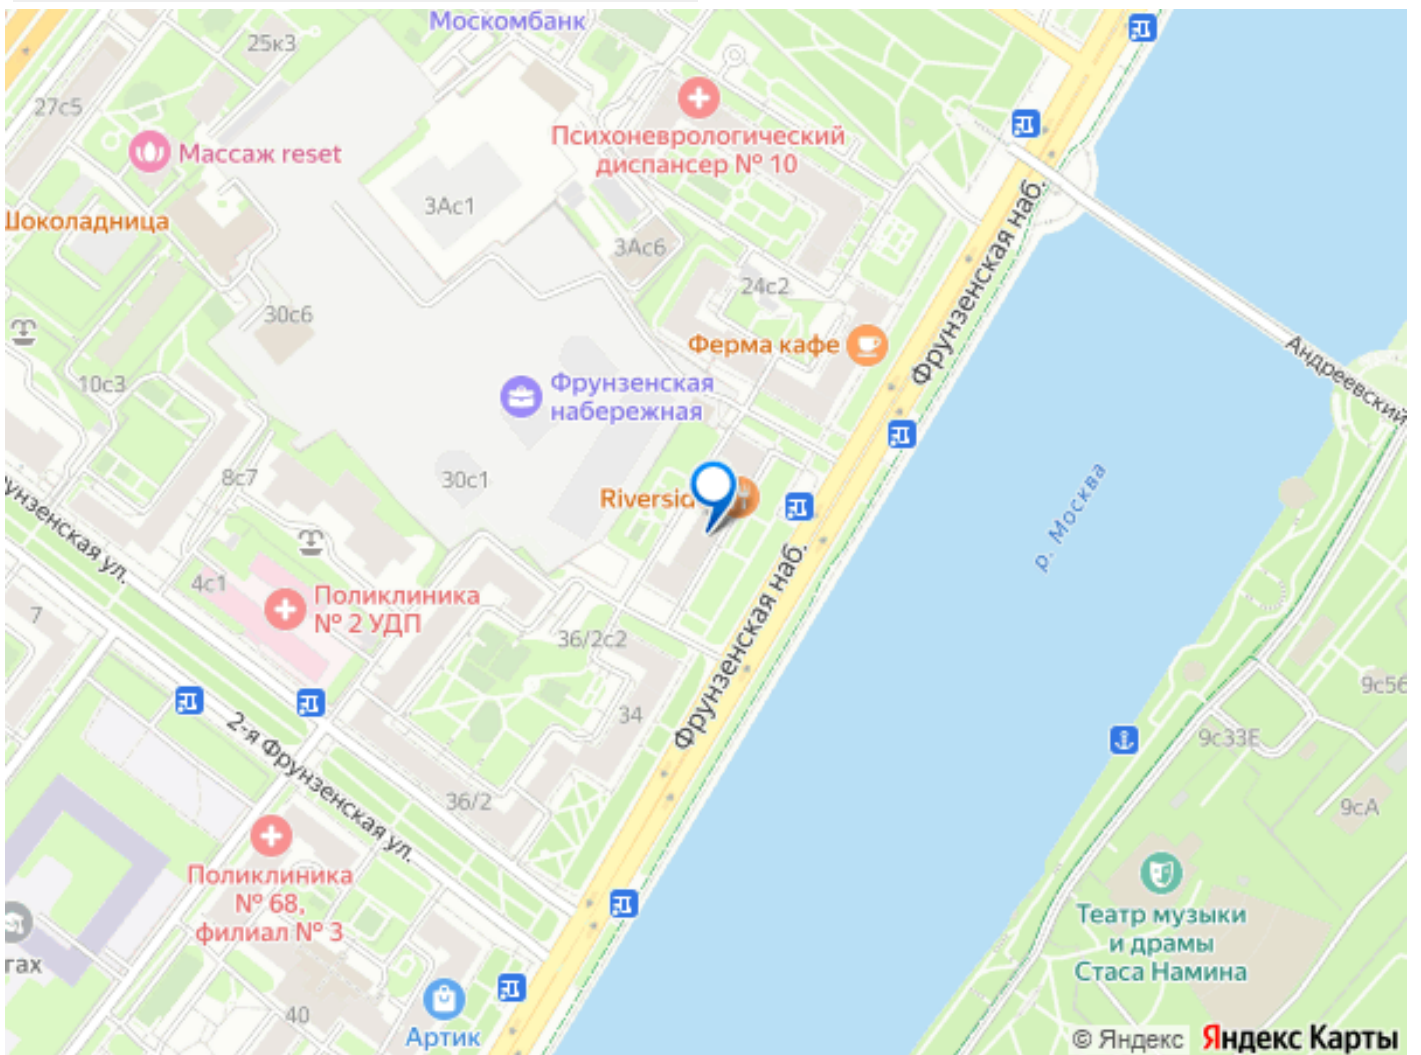 Москомбанк
25к3
27с5
Психоневрологический
диспансер № 10
Массаж reset
3Ас1
Шоколадница
3Ас6
24с2
Фрунзенская наб.
30с6
Ферма кафе
Андреевский
10с3
Фрунзенская
набережная
8с7
30с1
Riversid
р. Москва
унзенская ул.
4с1
Поликлиника
№ 2 УДП
7
36/2с2
Фрунзенская наб.
34
9с56
9с33Е
2-я Фрунзенская ул.
36/2
9сА
Поликлиника
№ 68,
филиал № 3
Театр музыки
и драмы
Стаса Намина
гах
40
Артик
© Яндекс Яндекс Карты